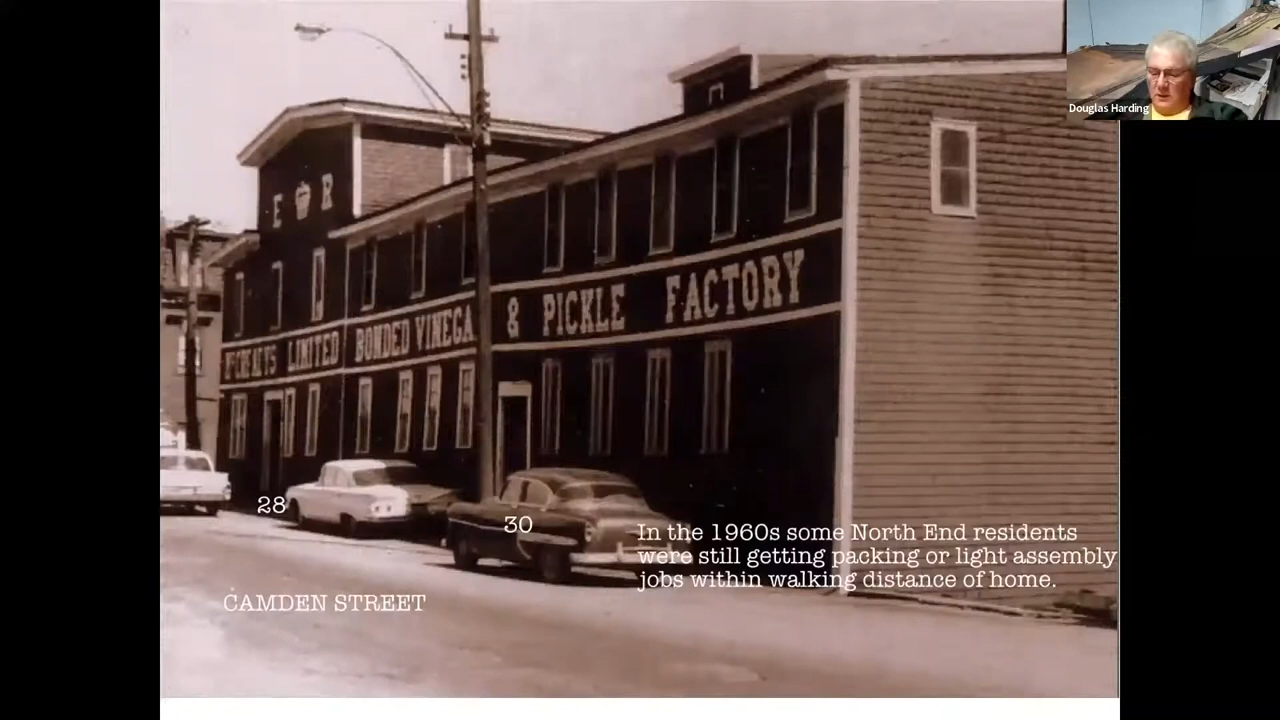 Douglas Harding
E R
LIMITED BONDED VINEGA & PICKLE FACTORY
28
30
In the 1960s some North End residents
were still getting packing or light assembly
jobs within walking distance of home.
CAMDEN STREET